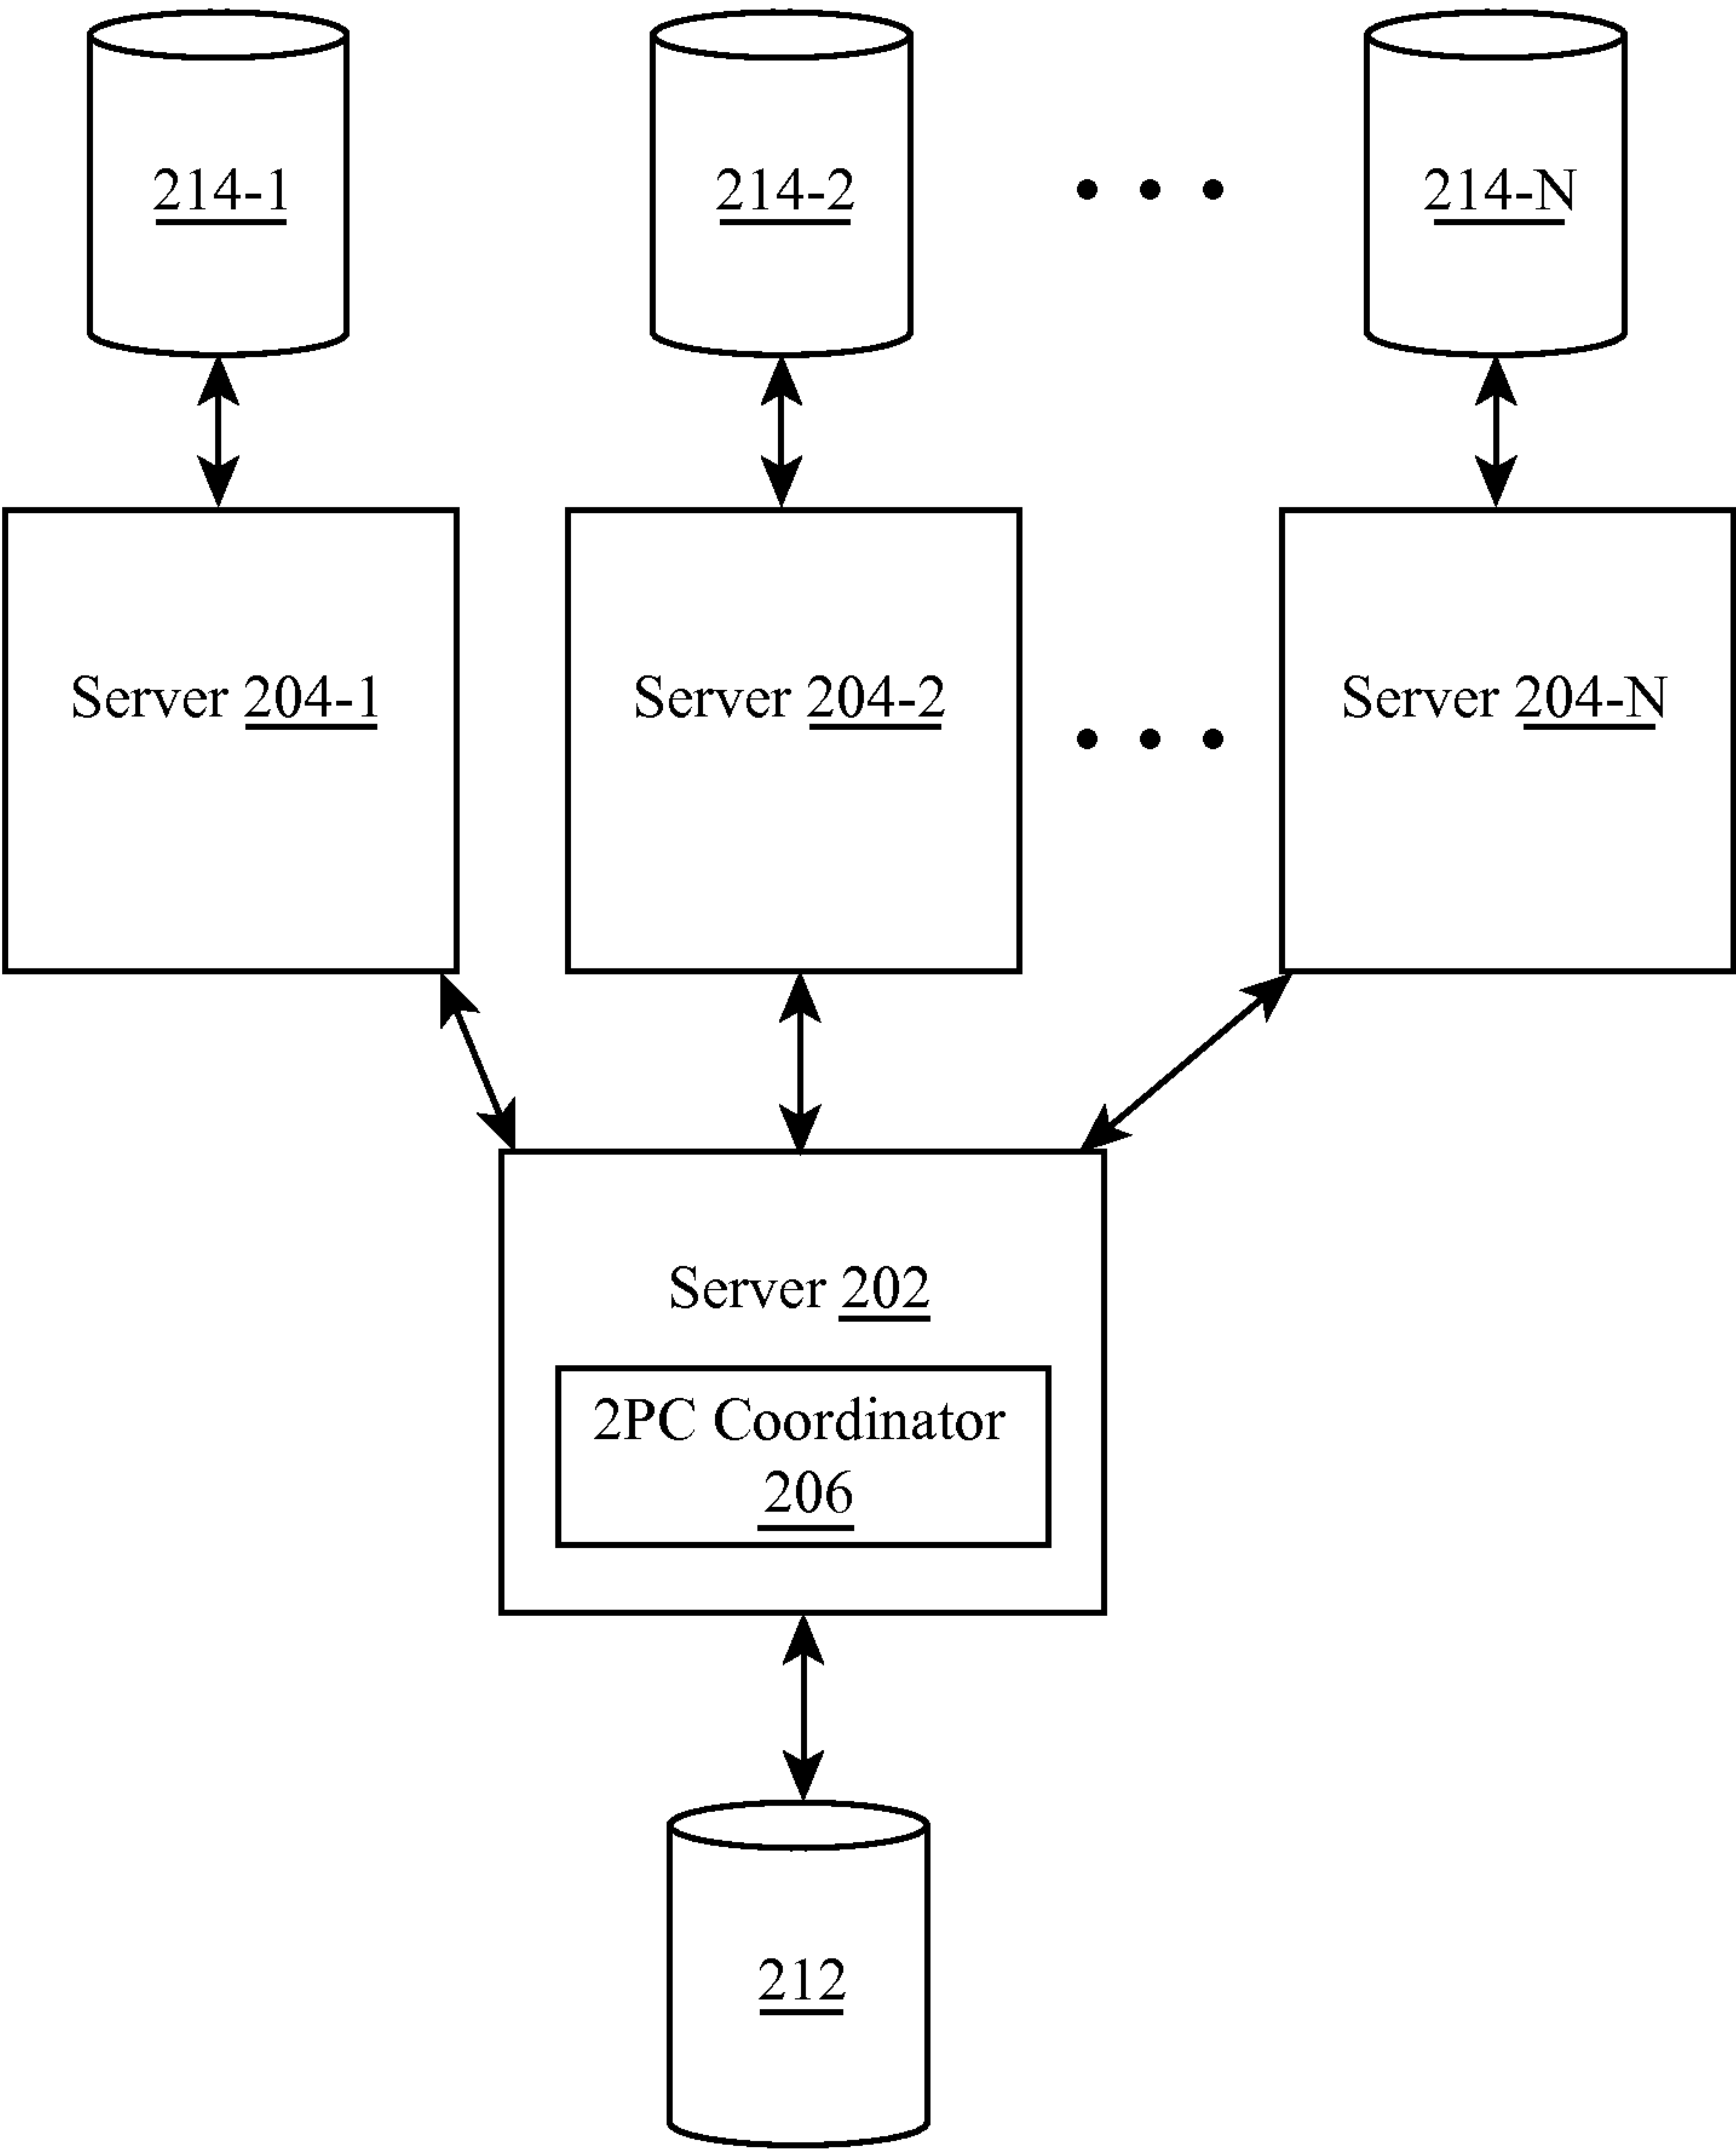 214-1
214-2
214-N
Server 204-1
Server 204-2
Server 204-N
Server 202
2PC Coordinator
206
212